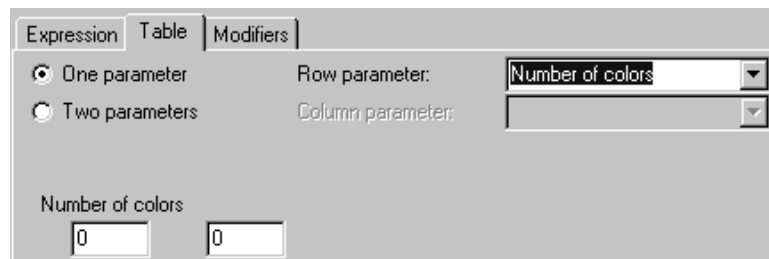 Expression Table Modifiers
One parameter Row parameter: Number of colors
Two parameters Column parameter:
Number of colors
0 0